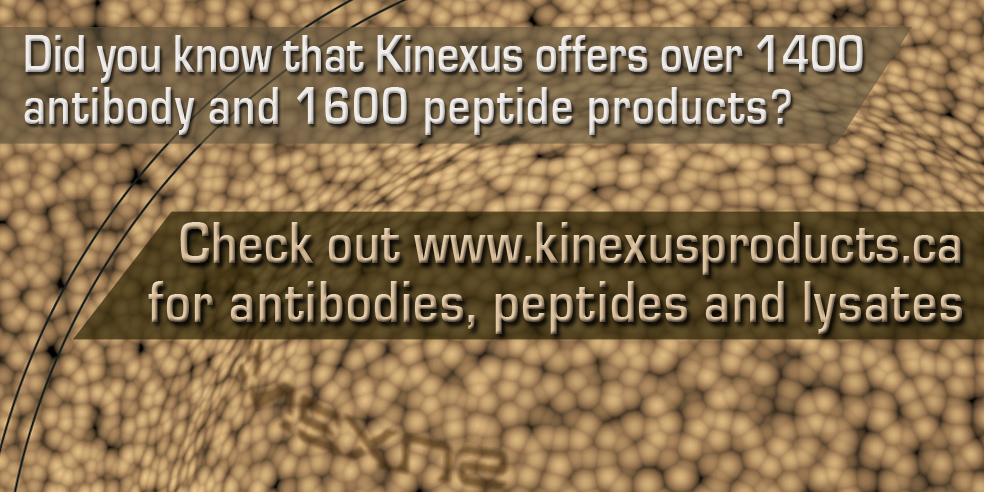 Did you know that Kinexus offers over 1400
antibody and 1600 peptide products?
Check out www.kinexusproducts.ca
for antibodies, peptides and lysates